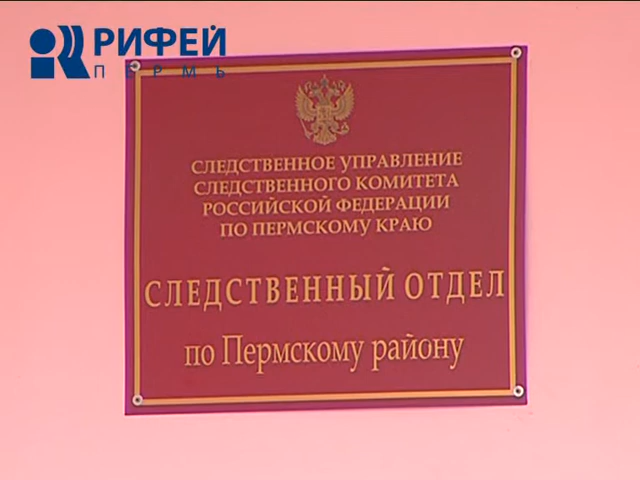 РИФЕЙ
ПЕРМЬ
СЛЕДСТВЕННОЕ УПРАВЛЕНИЕ
СЛЕДСТВЕННОГО КОМИТЕТА
РОССИЙСКОЙ ФЕДЕРАЦИИ
ПО ПЕРМСКОМУ КРАЮ
СЛЕДСТВЕННЫЙ ОТДЕЛ
по Пермскому району